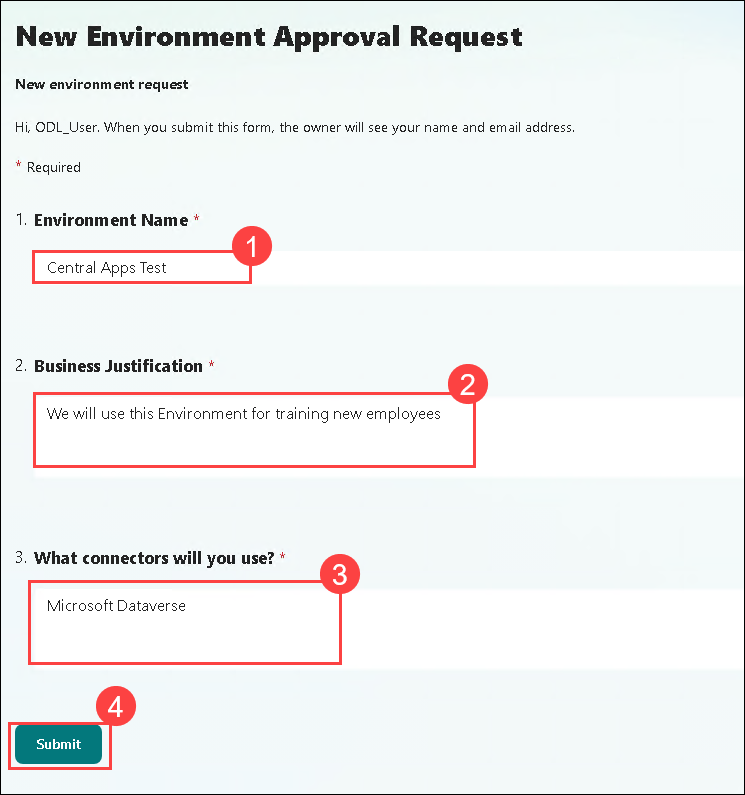 New Environment Approval Request
New environment request
Hi, ODL_User. When you submit this form, the owner will see your name and email address.
* Required
1. Environment Name *
1
Central Apps Test
2. Business Justification *
2
We will use this Environment for training new employees
3. What connectors will you use? *
3
Microsoft Dataverse
4
Submit